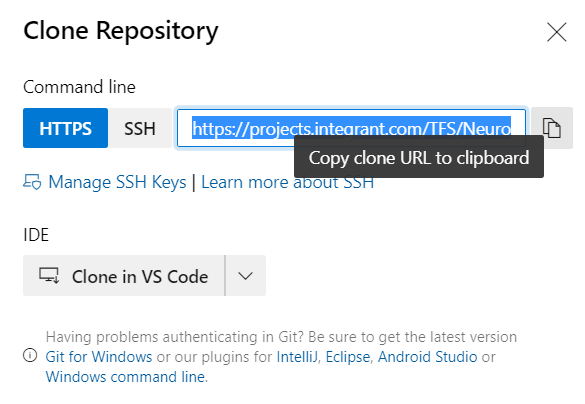 Clone Repository
Command line
HTTPS SSH https://projects.integrant.com/TFS/Neuro
Copy clone URL to clipboard
Manage SSH Keys | Learn more about SSH
IDE
Clone in VS Code
Having problems authenticating in Git? Be sure to get the latest version
Git for Windows or our plugins for IntelliJ, Eclipse, Android Studio or
Windows command line.